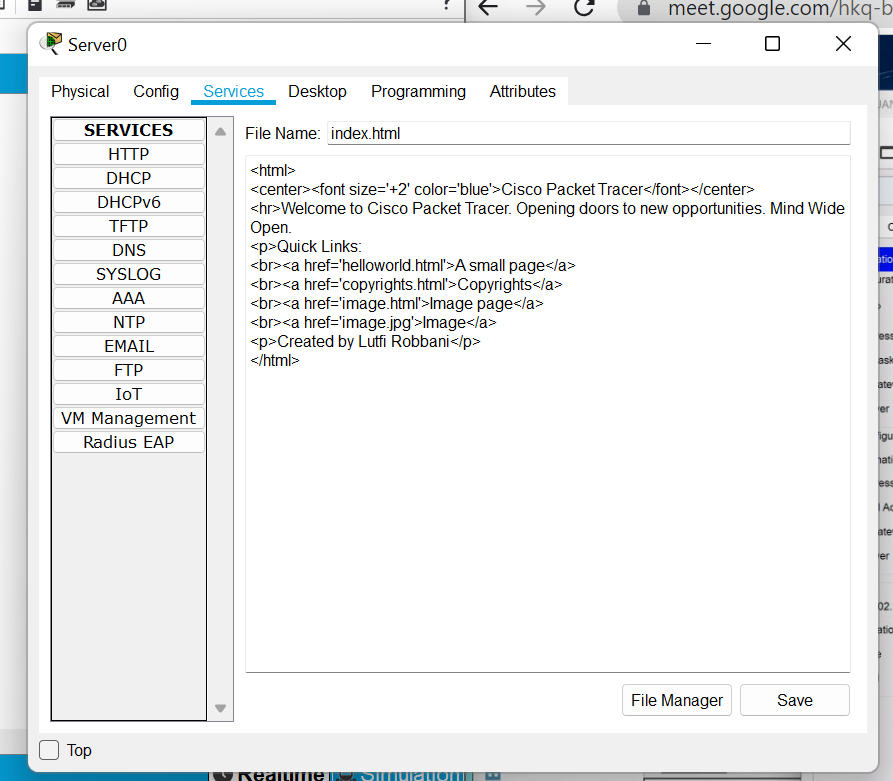 meet.google.com/hkq-b
Server0
Physical Config Services Desktop Programming Attributes
SERVICES
HTTP
DHCP
DHCPv6
TFTP
DNS
SYSLOG
AAA
NTP
EMAIL
FTP
IoT
VM Management
Radius EAP
File Name: index.html
<html>
<center><font size='+2' color='blue'>Cisco Packet Tracer</font></center>
<hr>Welcome to Cisco Packet Tracer. Opening doors to new opportunities. Mind Wide
Open.
<p>Quick Links:
<br><a href='helloworld.html'>A small page</a>
<br><a href='copyrights.html'>Copyrights</a>
<br><a href='image.html'>Image page</a>
<br><a href='image.jpg'>Image</a>
<p>Created by Lutfi Robbani</p>
</html>
File Manager Save
Top
Realtime Simulation